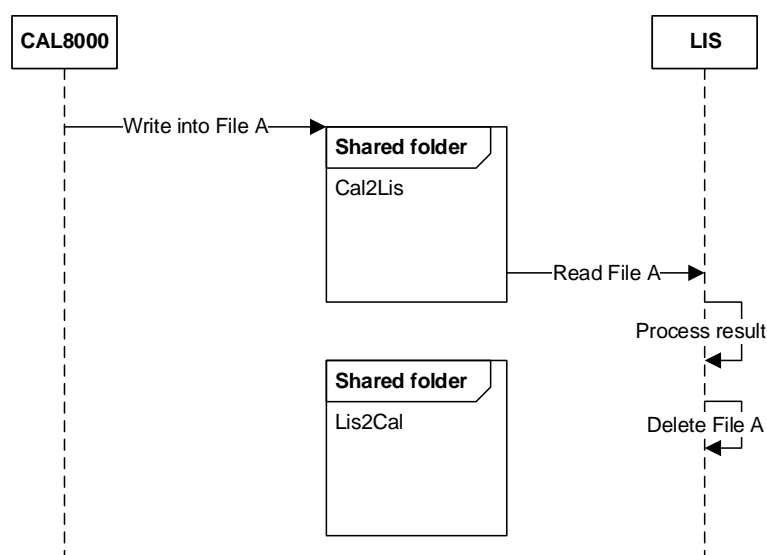 CAL8000
LIS
Write into File A
Shared folder
Cal2Lis
Read File A
Process result
Shared folder
Lis2Cal
Delete File A